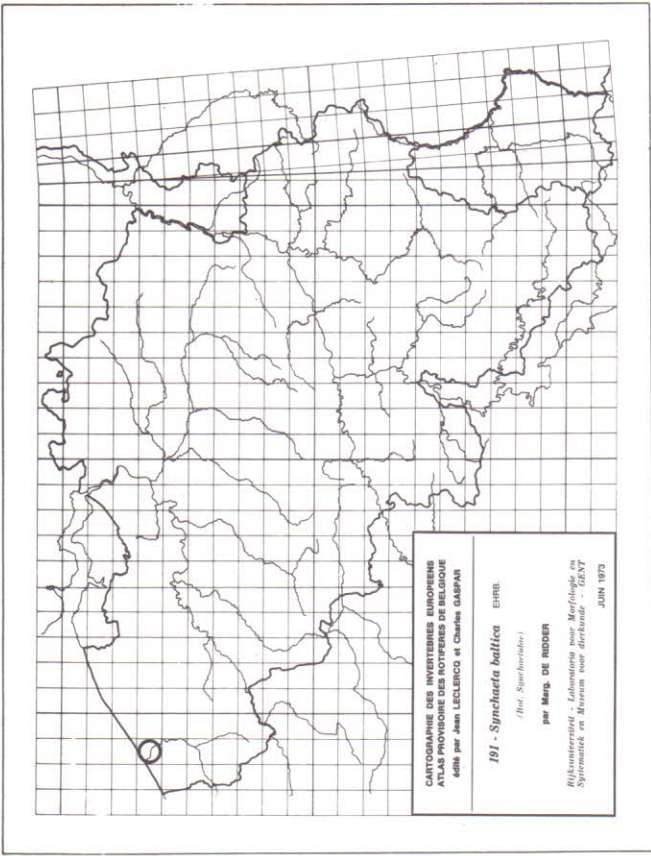 CARTOGRAPHIE DES INVERTEBRES EUROPEENS
ATLAS PROVISOIRE DES ROTIFERES DE BELGIQUE
édité par Jean LECLERCQ et Charles GASPAR
191 - Synchaeta baltica EHRB.
(Rot. Synchaetidae)
par Marg. DE RIDDER
Rijksuniversiteit - Laboratoria voor Morfologie en
Systematiek en Museum voor dierkunde - GENT
JUIN 1973